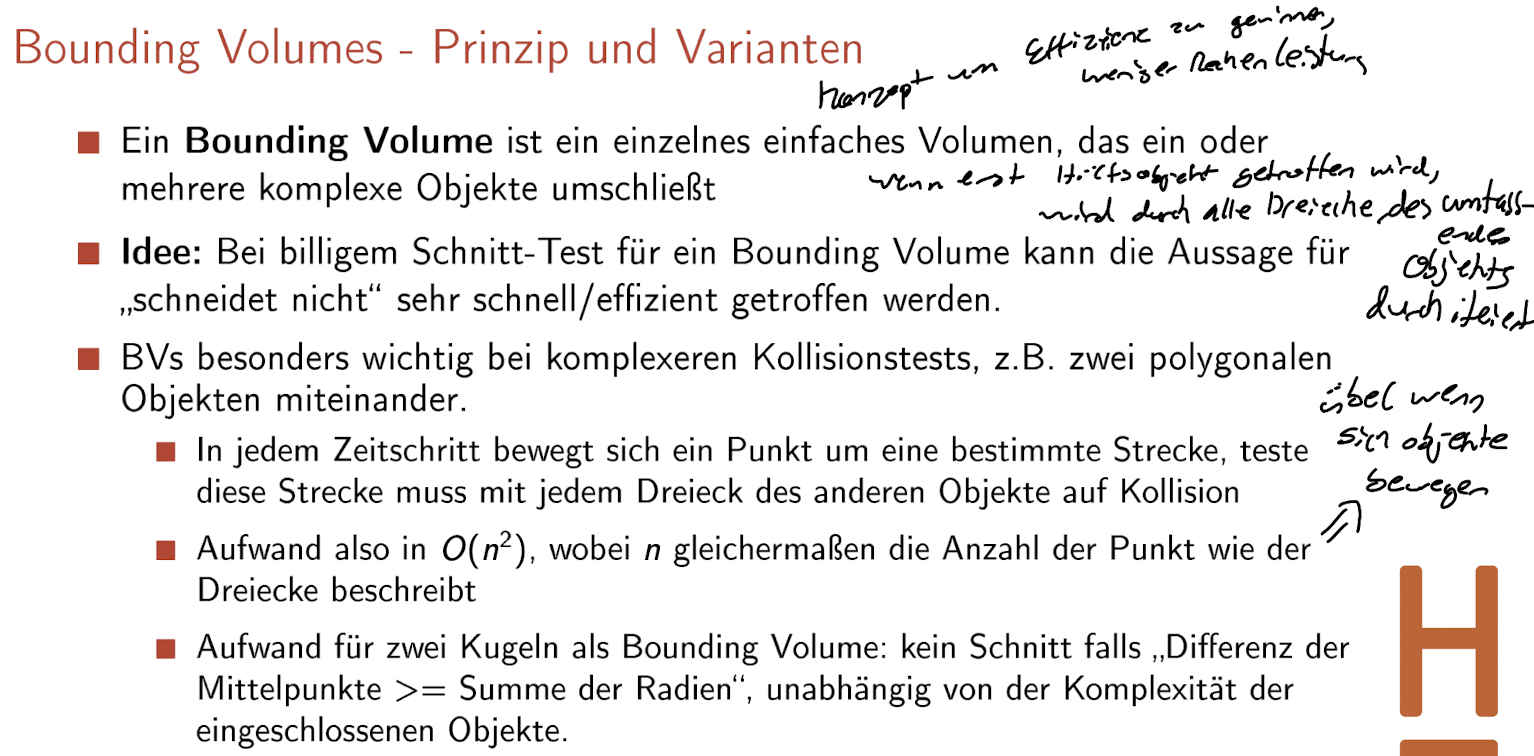 Bounding Volumes - Prinzip und Varianten
Konzept um Effizienz zu gewinnen,
weniger Rechenleistung
Ein Bounding Volume ist ein einzelnes einfaches Volumen, das ein oder
mehrere komplexe Objekte umschließt
wenn erst Hilfsobjekt getroffen wird,
wird durch alle Dreiecke des umfass-
endes
Objekts
durch iteriert
Idee: Bei billigem Schnitt-Test für ein Bounding Volume kann die Aussage für
„schneidet nicht“ sehr schnell/effizient getroffen werden.
BVs besonders wichtig bei komplexeren Kollisionstests, z.B. zwei polygonalen
Objekten miteinander.
übel wenn
sich objekte
bewegen
In jedem Zeitschritt bewegt sich ein Punkt um eine bestimmte Strecke, teste
diese Strecke muss mit jedem Dreieck des anderen Objekte auf Kollision
Aufwand also in O(n²), wobei n gleichermaßen die Anzahl der Punkt wie der
Dreiecke beschreibt
Aufwand für zwei Kugeln als Bounding Volume: kein Schnitt falls „Differenz der
Mittelpunkte >= Summe der Radien“, unabhängig von der Komplexität der
eingeschlossenen Objekte.
H